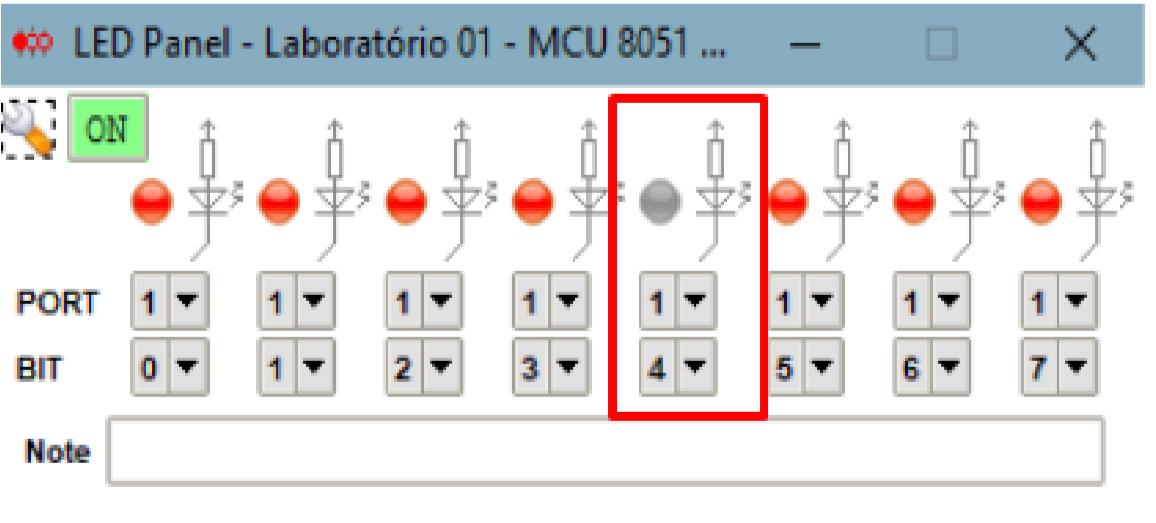 LED Panel - Laboratório 01 - MCU 8051 ...
ON
PORT 1 1 1 1 1 1 1 1
BIT 0 1 2 3 4 5 6 7
Note